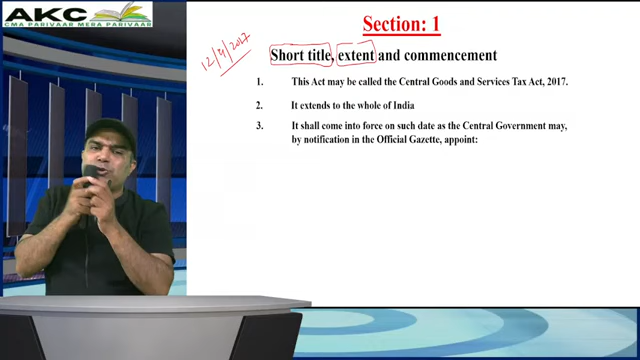 AKC
CMA PARIVAAR MERA PARIVAAR
12/4/2017
Section: 1
Short title, extent and commencement
1. This Act may be called the Central Goods and Services Tax Act, 2017.
2. It extends to the whole of India
3. It shall come into force on such date as the Central Government may,
by notification in the Official Gazette, appoint: